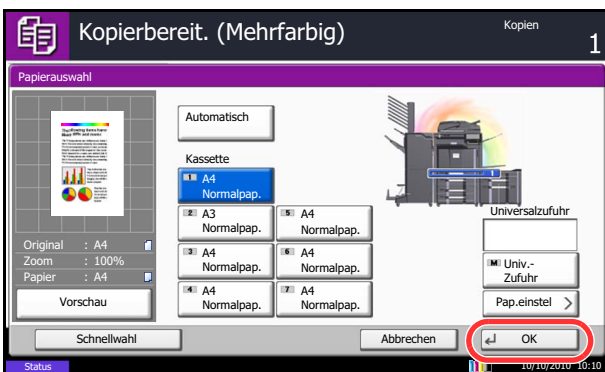 Kopierbereit. (Mehrfarbig)
Kopien
1
Papierauswahl
Automatisch
Kassette
1 A4
Normalpap.
2 A3
Normalpap.
5 A4
Normalpap.
3 A4
Normalpap.
6 A4
Normalpap.
4 A4
Normalpap.
7 A4
Normalpap.
1
Universalzufuhr
M Univ.-
Zufuhr
Pap.einstel
Original : A4
Zoom : 100%
Papier : A4
Vorschau
Schnellwahl
Abbrechen
OK
Status
10/10/2010 10:10